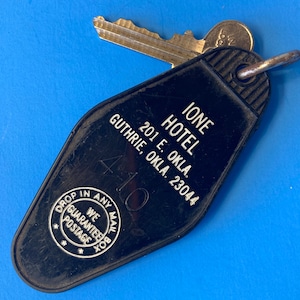 IONE
HOTEL
201 E. OKLA.
GUTHRIE, OKLA. 23044
410
DROP IN ANY MAIL BOX
WE
GUARANTEE
POSTAGE